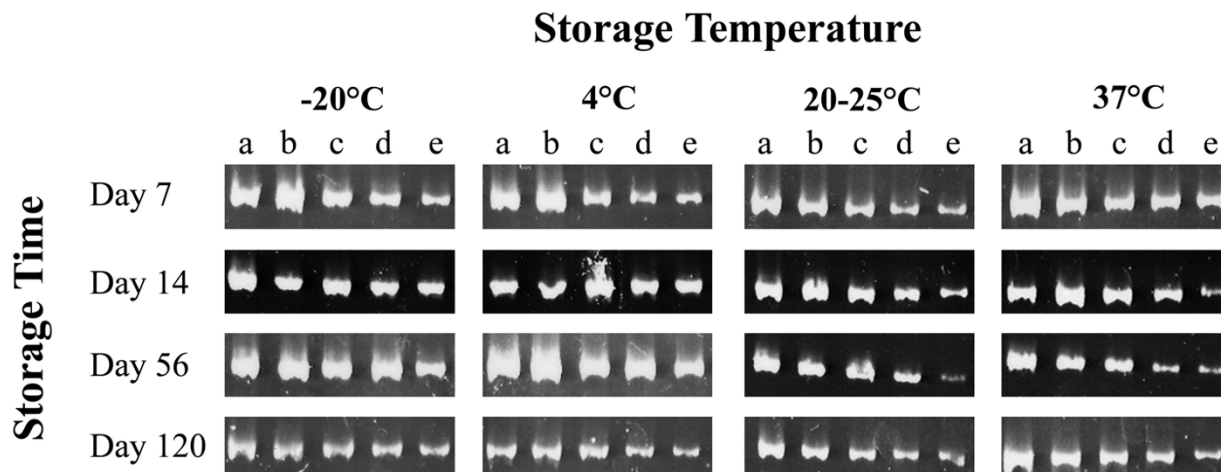 Storage Temperature
-20°C 4°C 20-25°C 37°C
a b c d e a b c d e a b c d e a b c d e
Storage Time
Day 7
Day 14
Day 56
Day 120